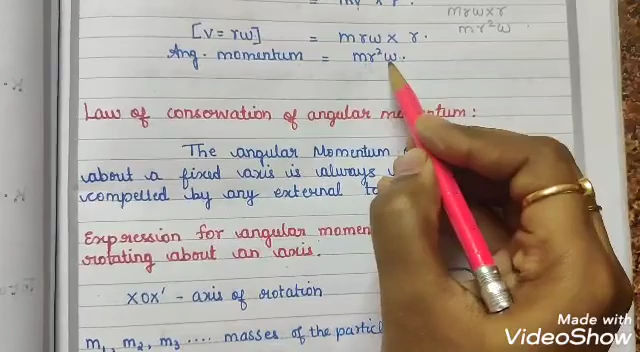 [v = rω] = mrω × r.
mrω×r
mr²ω
Ang. momentum = mr²ω.
Law of conservation of angular momentum:
The angular Momentum
about a fixed axis is always
compelled by any external
Expression for angular
rotating about an axis.
XOX' - axis of rotation
m₁, m₂, m₃ .... masses of the
Made with
VideoShow